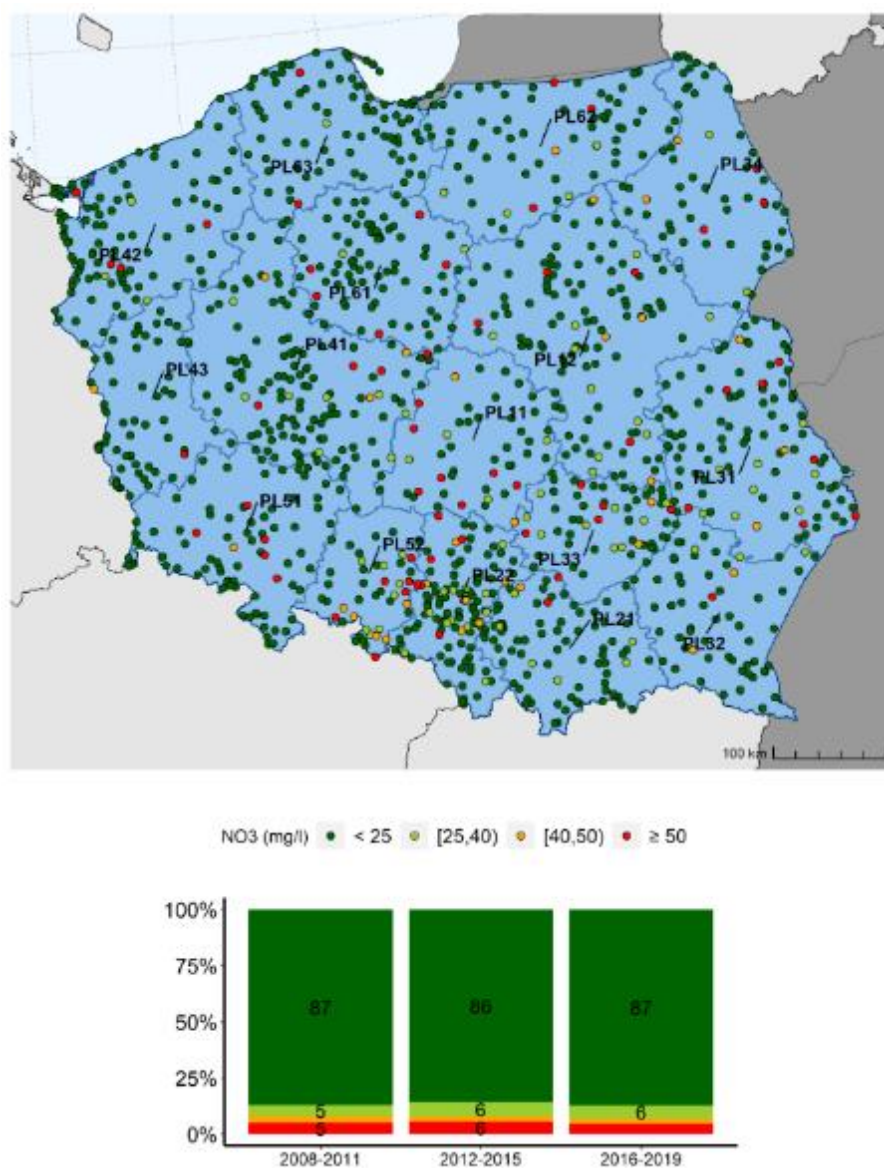 PL62
PL63
PL34
PL42
PL61
PL41
PL12
PL43
PL11
PL31
PL51
PL52
PL33
PL22
PL21
PL32
100 km
NO3 (mg/l) < 25 [25,40) [40,50) ≥ 50
100%
75%
87 86 87
50%
25%
5 6 6
0% 5 6
2008-2011 2012-2015 2016-2019